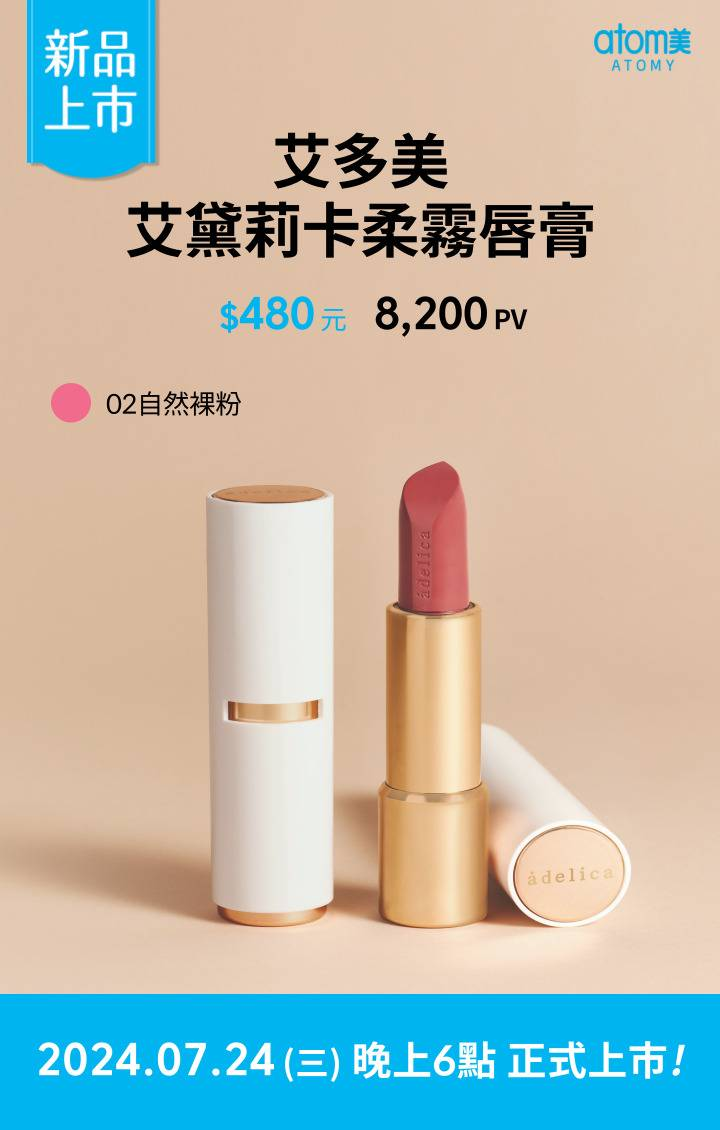 新品
上市
atom美
ATOMY
艾多美
艾黛莉卡柔霧唇膏
$480元 8,200 PV
02自然裸粉
adelica
àdelica
àdelica
2024.07.24 (三) 晚上6點 正式上市!